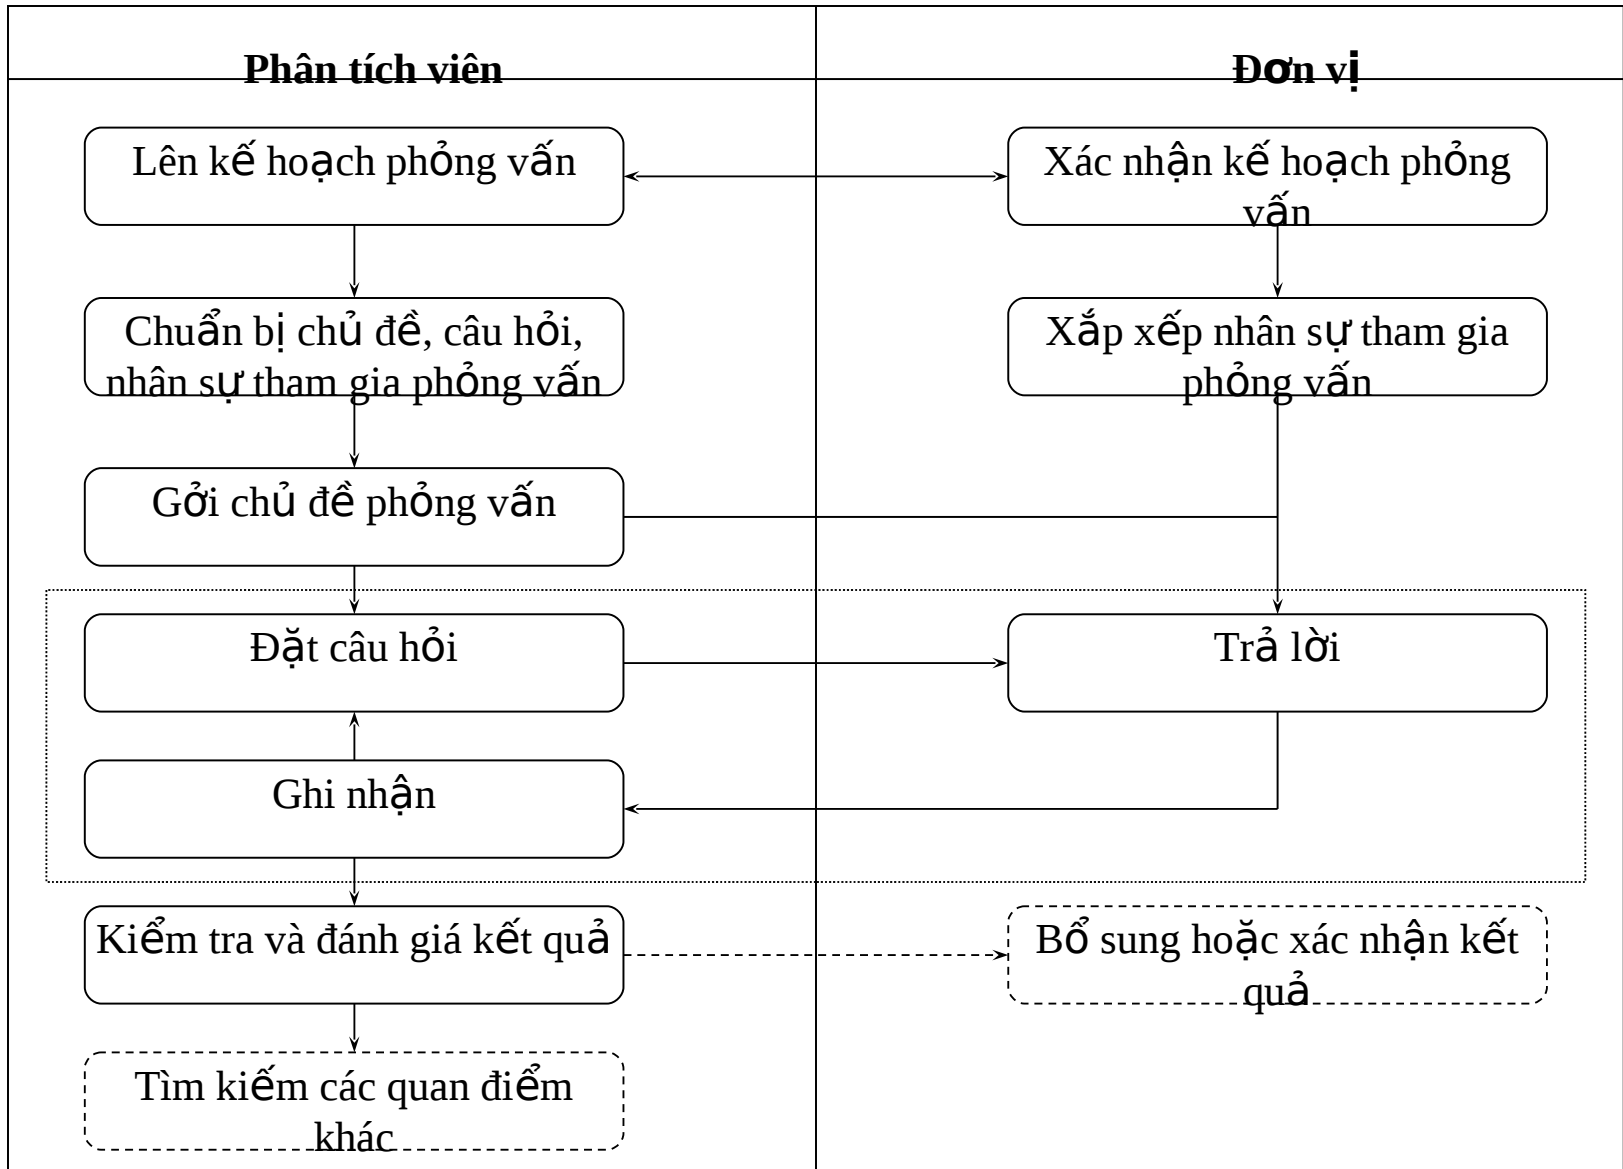 Phân tích viên
Đơn vị
Lên kế hoạch phỏng vấn
Xác nhận kế hoạch phỏng
vấn
Chuẩn bị chủ đề, câu hỏi,
nhân sự tham gia phỏng vấn
Xắp xếp nhân sự tham gia
phỏng vấn
Gởi chủ đề phỏng vấn
Đặt câu hỏi
Trả lời
Ghi nhận
Kiểm tra và đánh giá kết quả
Bổ sung hoặc xác nhận kết
quả
Tìm kiếm các quan điểm
khác